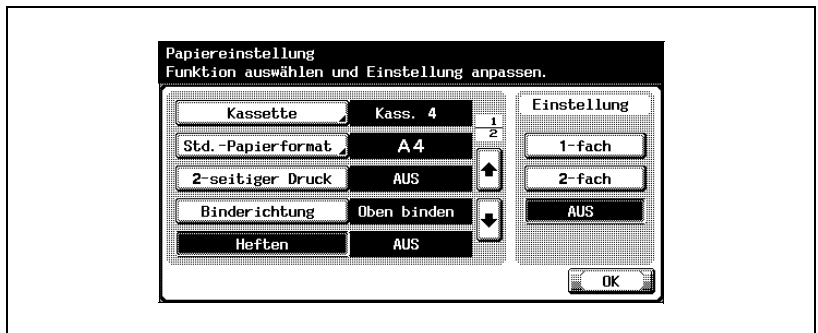 Papiereinstellung
Funktion auswählen und Einstellung anpassen.
Kassette Kass. 4
Std.-Papierformat A4
2-seitiger Druck AUS
Binderichtung Oben binden
Heften AUS
1
2
Einstellung
1-fach
2-fach
AUS
OK